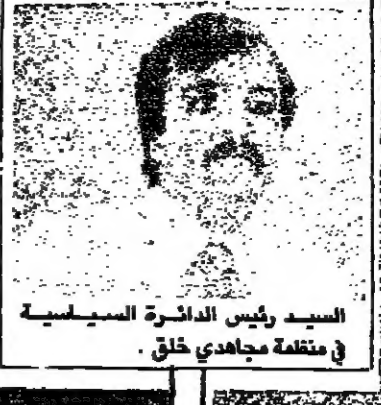 السيد رئيس الدائرة السياسية
في منظمة مجاهدي خلق .